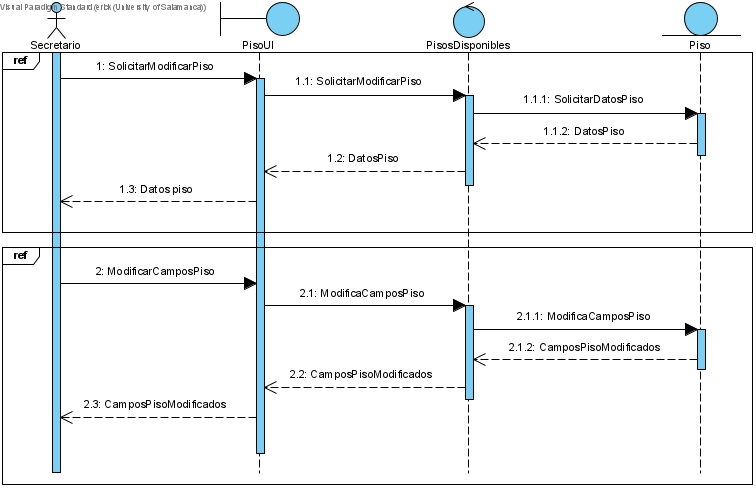 Visual Paradigm Standard (erick (University of Salamanca))
Secretario
PisoUI
PisosDisponibles
Piso
ref
1: SolicitarModificarPiso
1.1: SolicitarModificarPiso
1.1.1: SolicitarDatosPiso
1.1.2: DatosPiso
1.2: DatosPiso
1.3: Datos piso
ref
2: ModificarCamposPiso
2.1: ModificaCamposPiso
2.1.1: ModificaCamposPiso
2.1.2: CamposPisoModificados
2.2: CamposPisoModificados
2.3: CamposPisoModificados